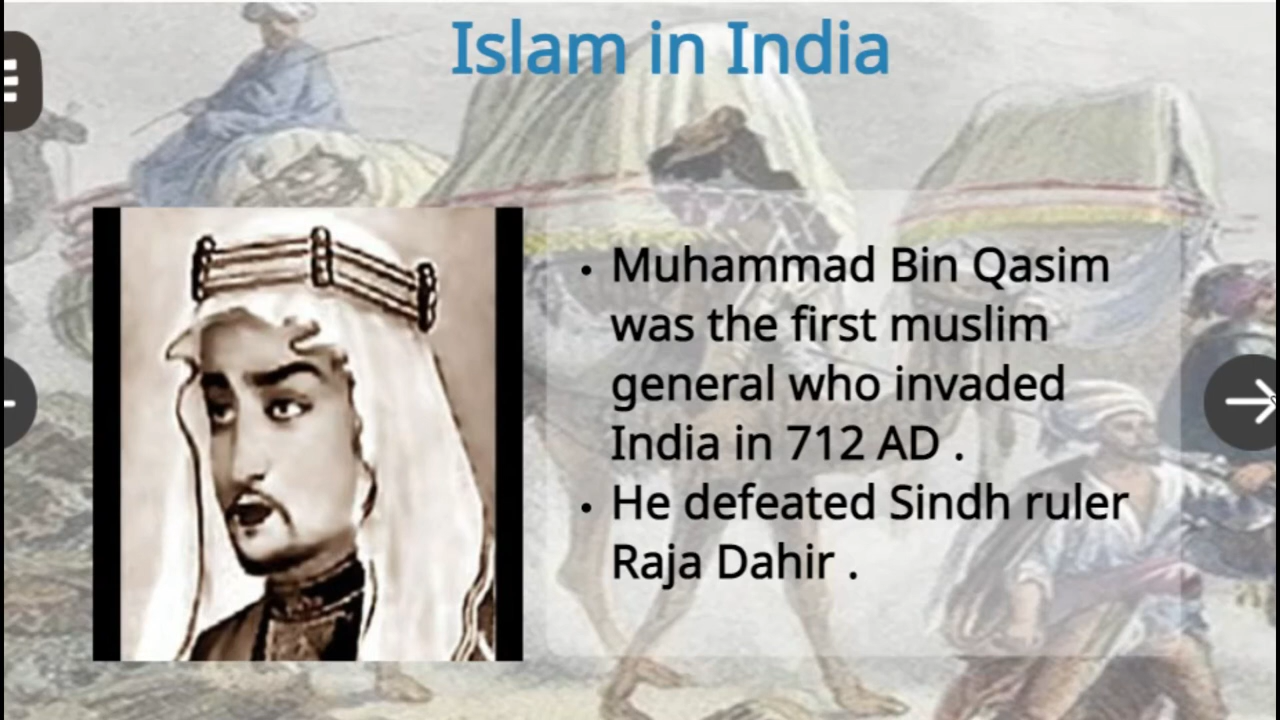 Islam in India
• Muhammad Bin Qasim
was the first muslim
general who invaded
India in 712 AD .
• He defeated Sindh ruler
Raja Dahir .